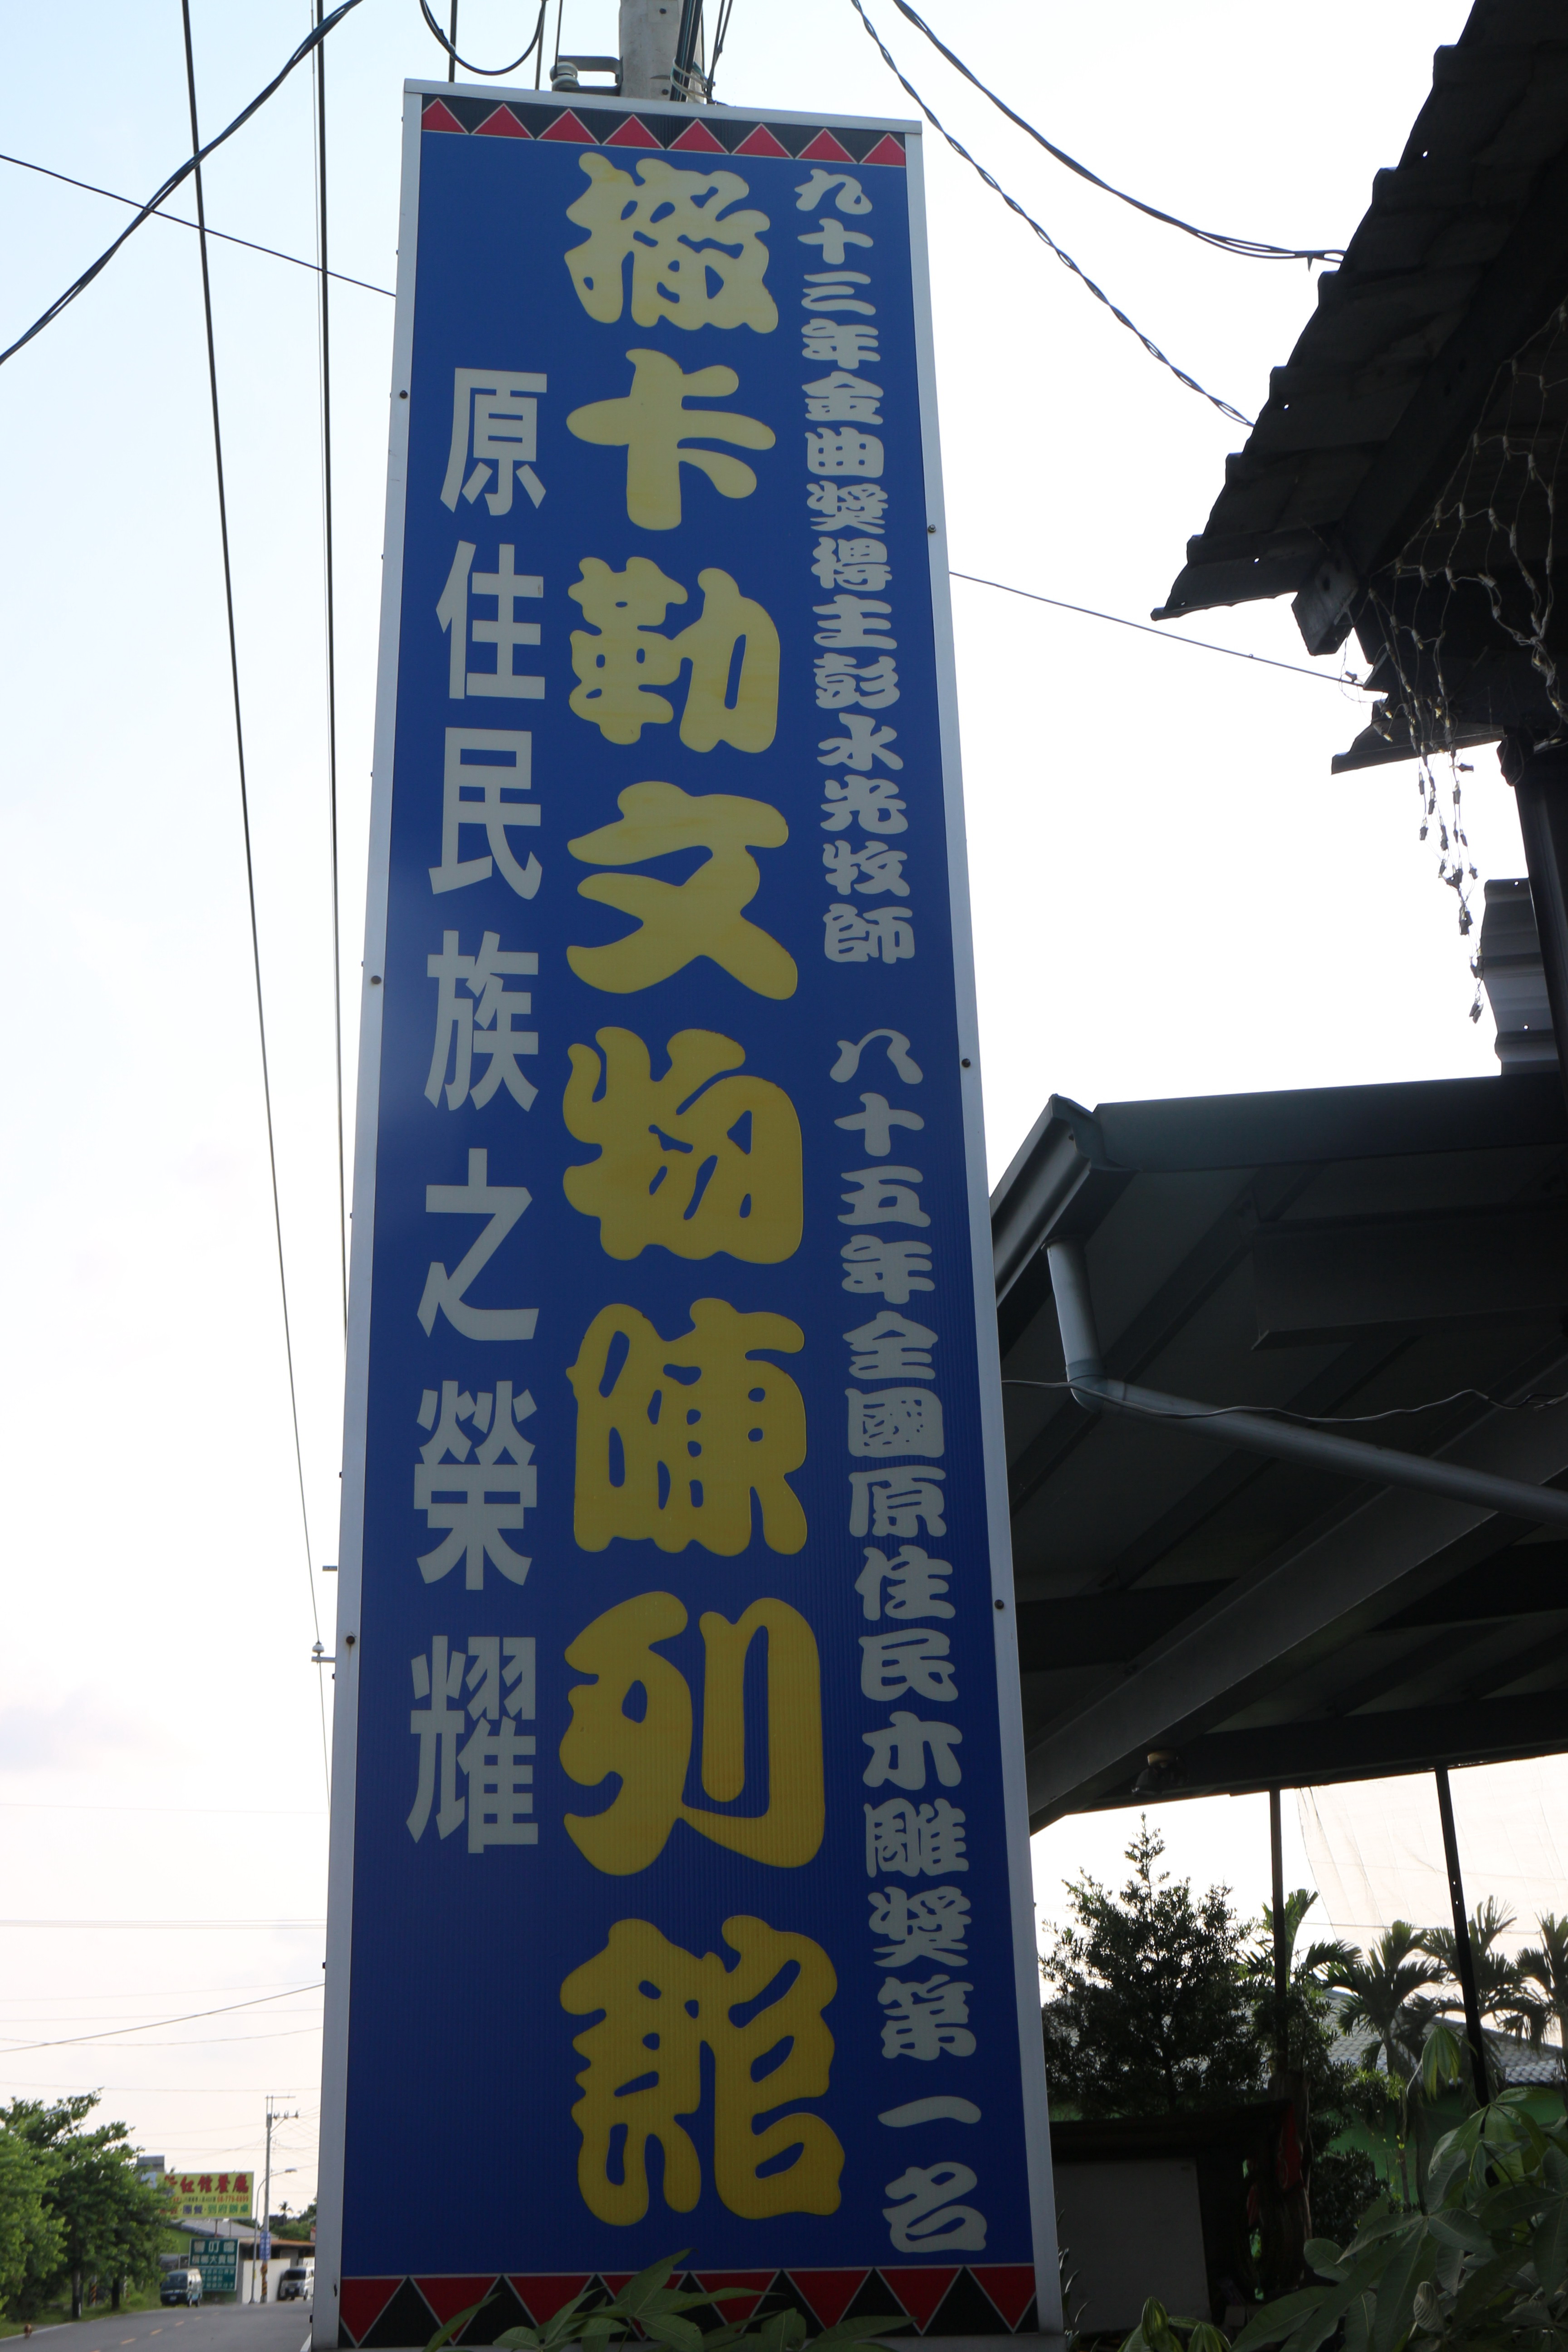 九十三年金曲獎得主彭水光牧師 八十五年全國原住民木雕獎第一名
撒卡勒文物陳列館
原住民族之榮耀